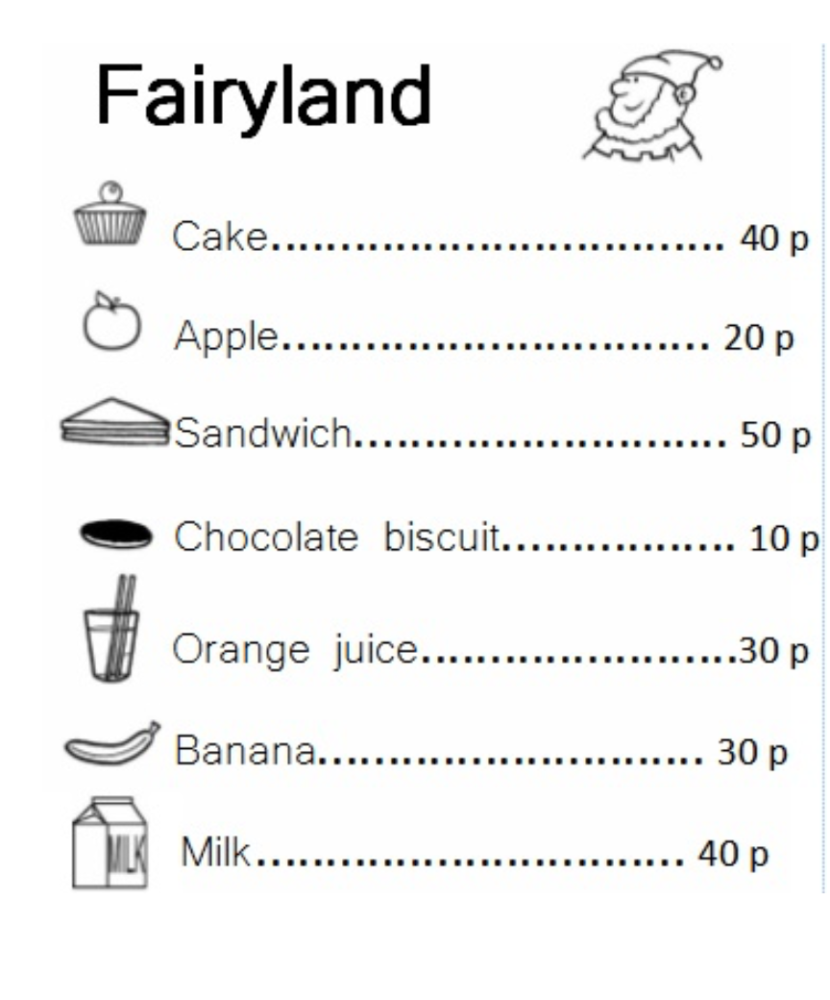 Fairyland
Cake................................ 40 p
Apple............................... 20 p
Sandwich........................... 50 p
Chocolate biscuit................. 10 p
Orange juice.......................30 p
Banana............................ 30 p
MILK
Milk............................... 40 p